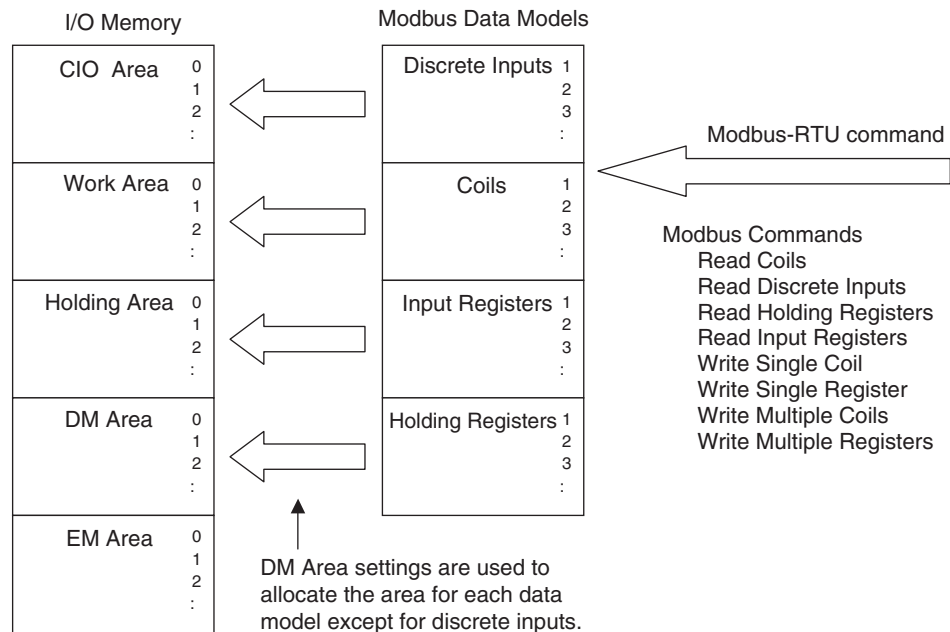 I/O Memory
CIO Area
0
1
2
:
Work Area
0
1
2
:
Holding Area
0
1
2
:
DM Area
0
1
2
:
EM Area
0
1
2
:
Modbus Data Models
Discrete Inputs
1
2
3
:
Coils
1
2
3
:
Input Registers
1
2
3
:
Holding Registers
1
2
3
:
DM Area settings are used to
allocate the area for each data
model except for discrete inputs.
Modbus-RTU command
Modbus Commands
Read Coils
Read Discrete Inputs
Read Holding Registers
Read Input Registers
Write Single Coil
Write Single Register
Write Multiple Coils
Write Multiple Registers